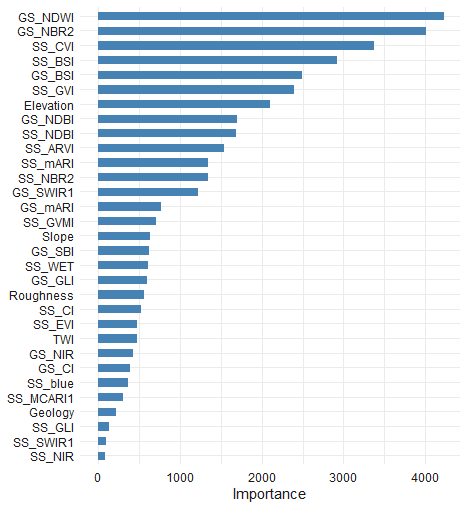 GS_NDWI
GS_NBR2
SS_CVI
SS_BSI
GS_BSI
SS_GVI
Elevation
GS_NDBI
SS_NDBI
SS_ARVI
SS_mARI
SS_NBR2
GS_SWIR1
GS_mARI
SS_GVMI
Slope
GS_SBI
SS_WET
GS_GLI
Roughness
SS_CI
SS_EVI
TWI
GS_NIR
GS_CI
SS_blue
SS_MCARI1
Geology
SS_GLI
SS_SWIR1
SS_NIR
0 1000 2000 3000 4000
Importance